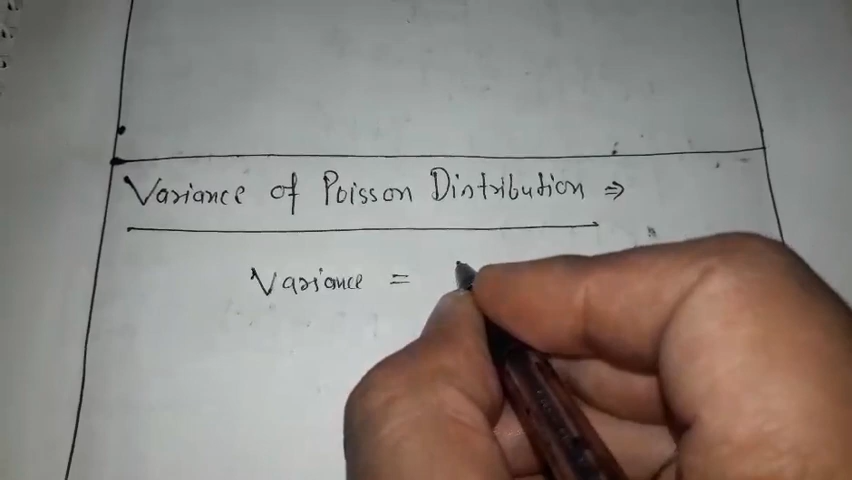 Variance of Poisson Distribution ⇒
Variance =